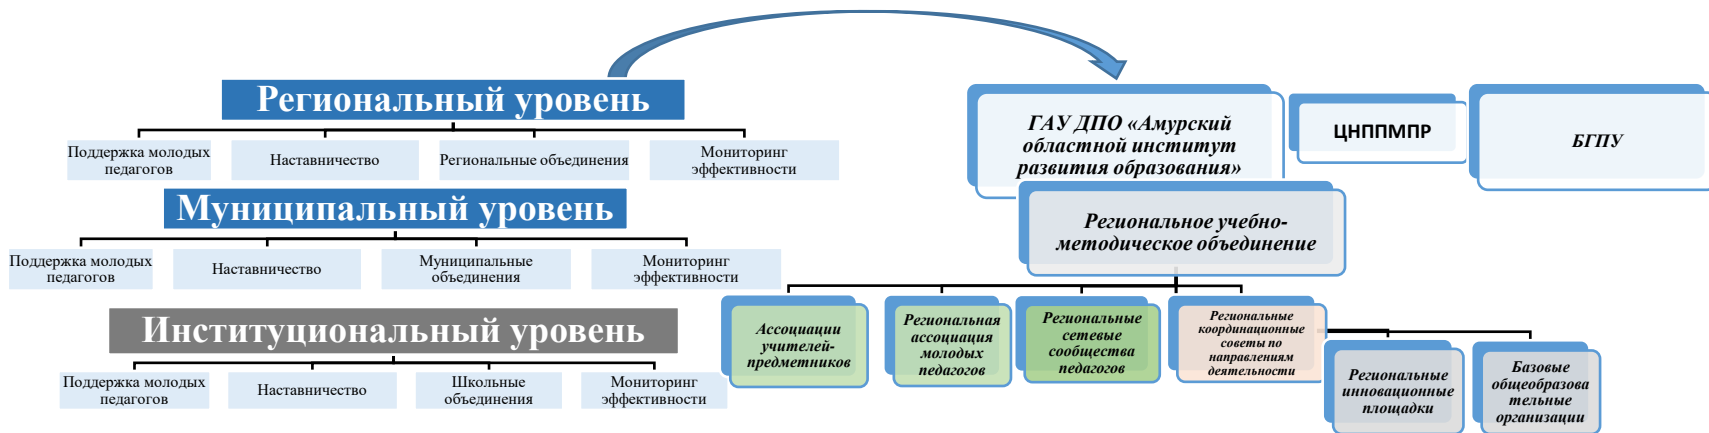 Региональный уровень
Поддержка молодых
педагогов
Наставничество
Региональные объединения
Мониторинг
эффективности
Муниципальный уровень
Поддержка молодых
педагогов
Наставничество
Муниципальные
объединения
Мониторинг
эффективности
Институциональный уровень
Поддержка молодых
педагогов
Наставничество
Школьные
объединения
Мониторинг
эффективности
ГАУ ДПО «Амурский
областной институт
развития образования»
ЦНППМПР
БГПУ
Региональное учебно-
методическое объединение
Ассоциации
учителей-
предметников
Региональная
ассоциация
молодых
педагогов
Региональные
сетевые
сообщества
педагогов
Региональные
координационные
советы по
направлениям
деятельности
Региональные
инновационные
площадки
Базовые
общеобразова
тельные
организации